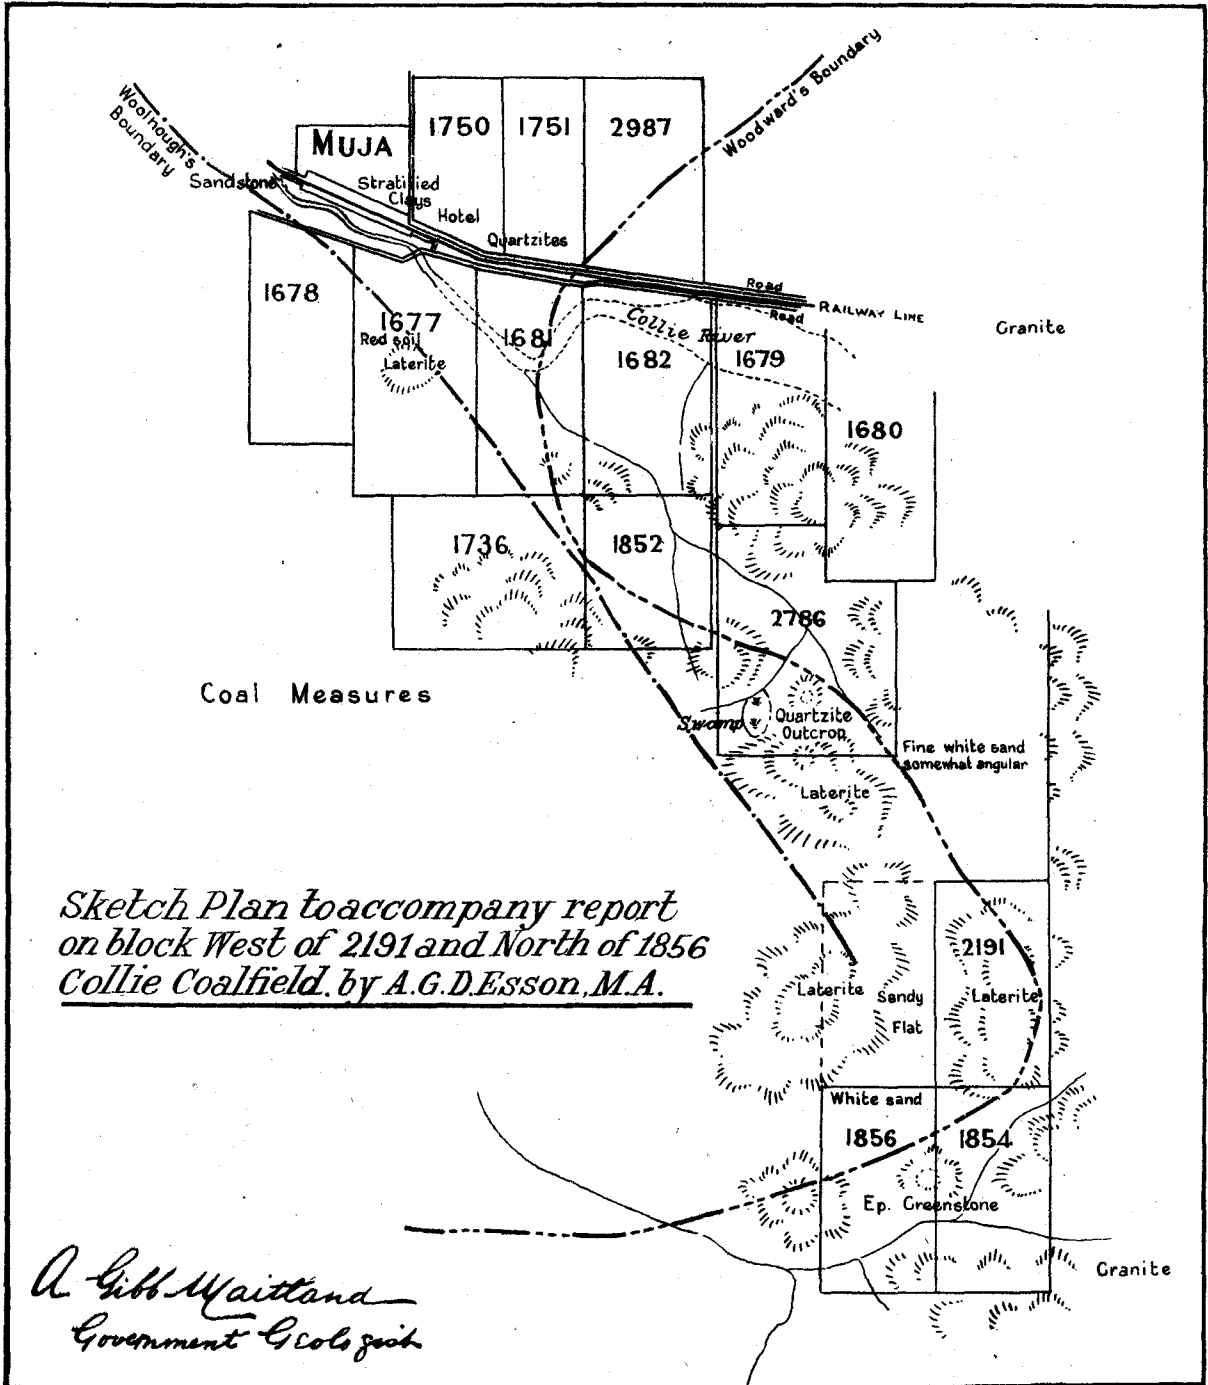 Woolnough's
Boundary
Woodward's Boundary
MUJA
1750
1751
2987
Sandstone
Stratified
Clays
Hotel
Quartzites
1678
1677
Red soil
Laterite
1681
Collie River
1682
1679
Road
RAILWAY LINE
Road
Granite
1680
1736
1852
2786
Coal Measures
Swamp
Quartzite
Outcrop
Fine white sand
somewhat angular
Laterite
Sketch Plan to accompany report
on block West of 2191 and North of 1856
Collie Coalfield. by A.G.D. Esson, M.A.
2191
Laterite
Sandy
Flat
Laterite
White sand
1856
1854
Ep. Greenstone
Granite
A Gibb Maitland
Government Geologist